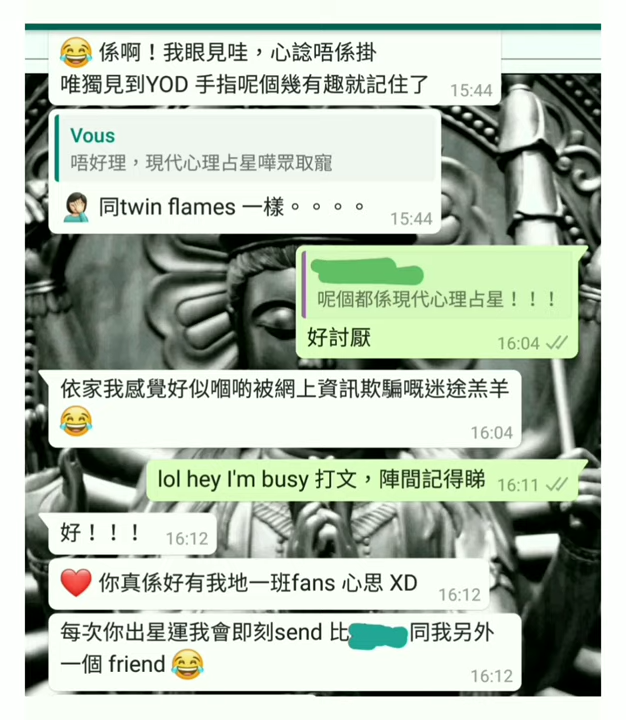 😂 係啊！我眼見哇，心諗唔係掛
唯獨見到YOD 手指呢個幾有趣就記住了 15:44
Vous
唔好理，現代心理占星嘩眾取寵
🤦🏻‍♀️ 同twin flames 一樣。。。。 15:44
呢個都係現代心理占星！！！
好討厭 16:04
依家我感覺好似嗰啲被網上資訊欺騙嘅迷途羔羊
😂 16:04
lol hey I'm busy 打文，陣間記得睇 16:11
好！！！ 16:12
❤️ 你真係好有我地一班fans 心思 XD 16:12
每次你出星運我會即刻send 比 同我另外
一個 friend 😂 16:12